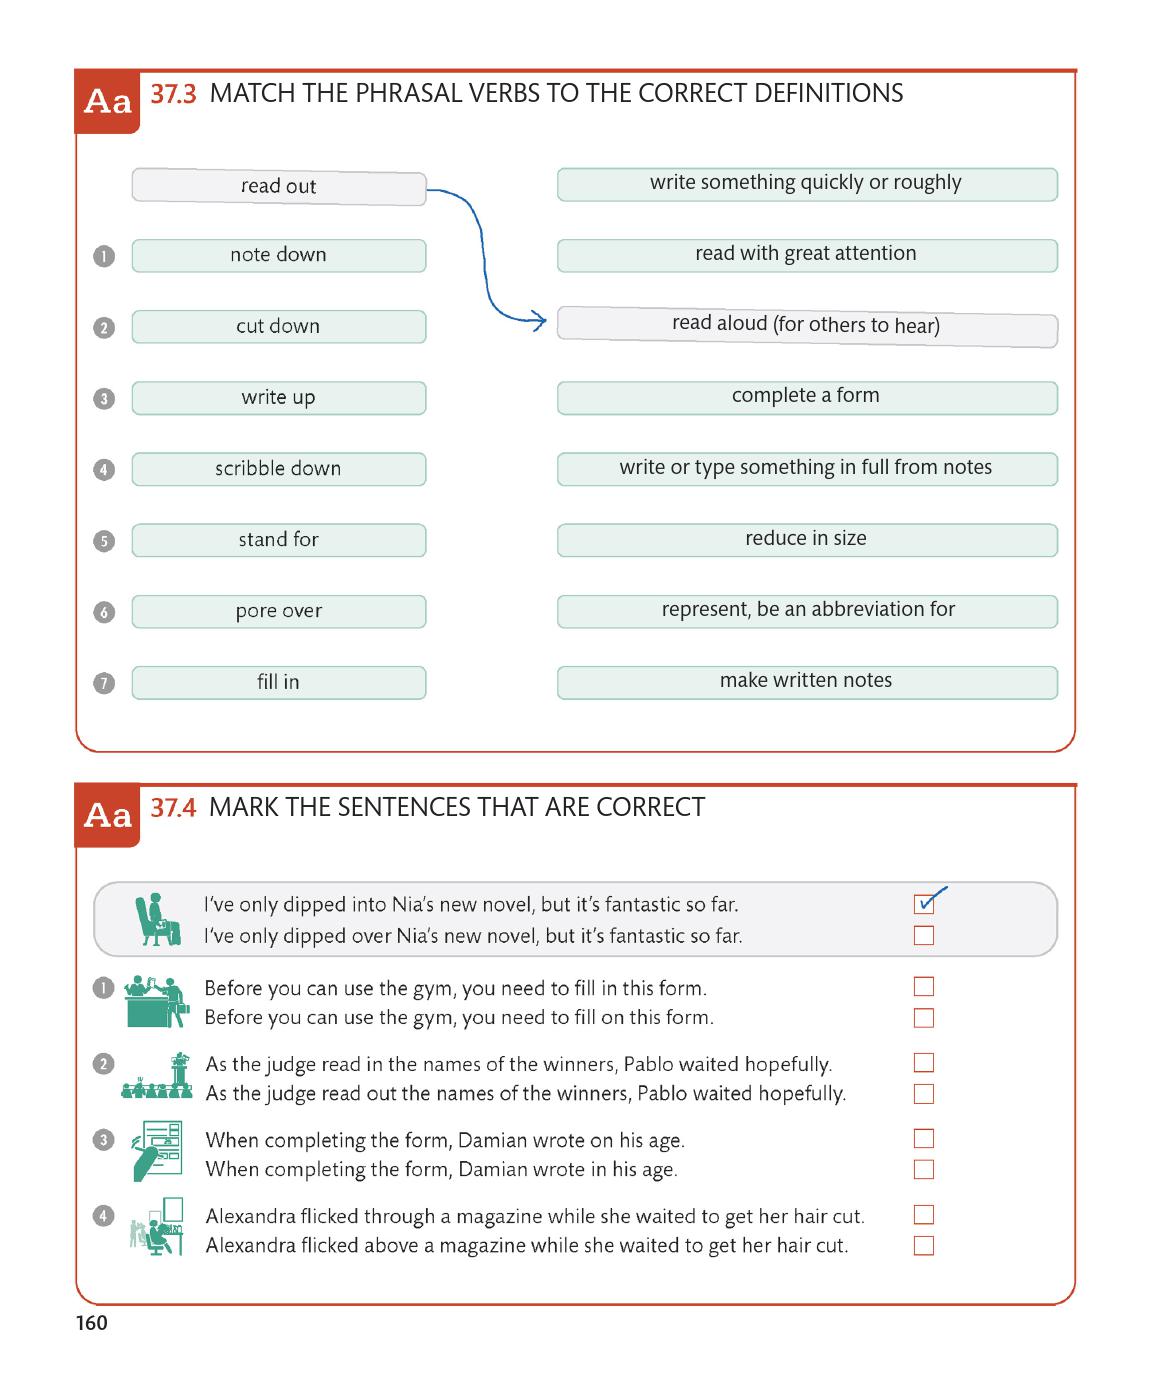 Aa 37.3 MATCH THE PHRASAL VERBS TO THE CORRECT DEFINITIONS
read out
write something quickly or roughly
1 note down
read with great attention
2 cut down
read aloud (for others to hear)
3 write up
complete a form
4 scribble down
write or type something in full from notes
5 stand for
reduce in size
6 pore over
represent, be an abbreviation for
7 fill in
make written notes
Aa 37.4 MARK THE SENTENCES THAT ARE CORRECT
I've only dipped into Nia's new novel, but it's fantastic so far.
I've only dipped over Nia's new novel, but it's fantastic so far.
1 Before you can use the gym, you need to fill in this form.
Before you can use the gym, you need to fill on this form.
2 As the judge read in the names of the winners, Pablo waited hopefully.
As the judge read out the names of the winners, Pablo waited hopefully.
3 When completing the form, Damian wrote on his age.
When completing the form, Damian wrote in his age.
4 Alexandra flicked through a magazine while she waited to get her hair cut.
Alexandra flicked above a magazine while she waited to get her hair cut.
160